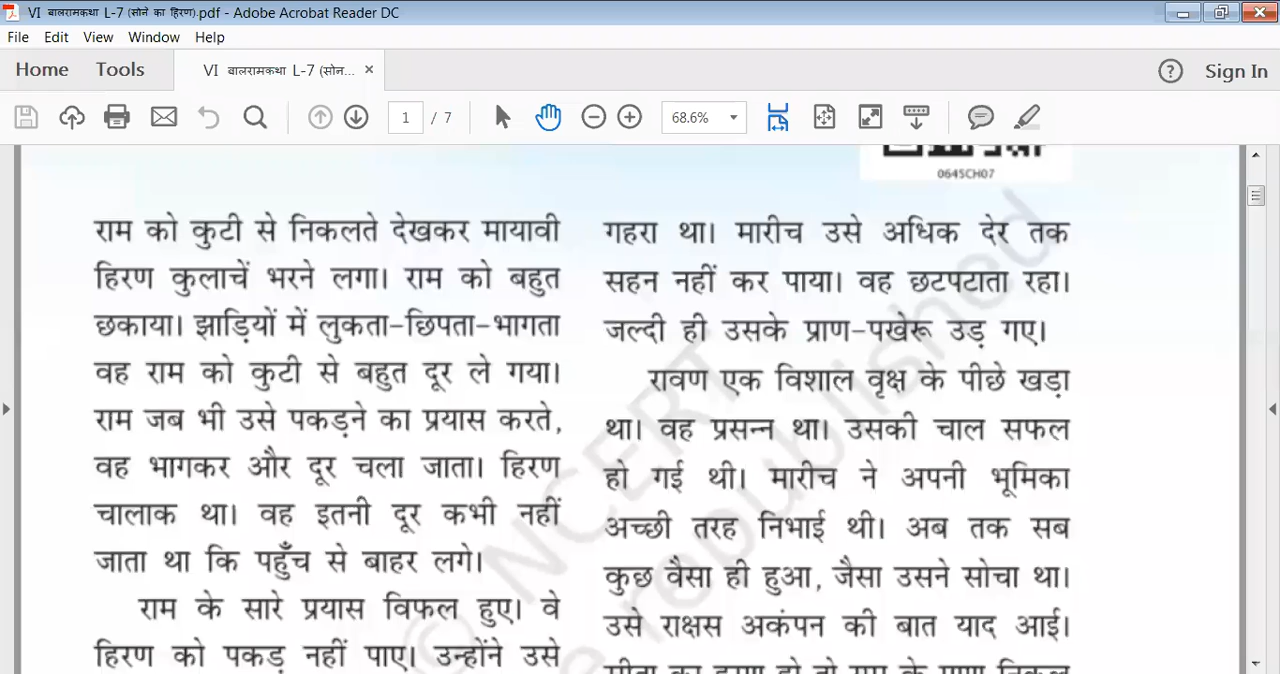 VI बालरामकथा L-7 (सोने का हिरण).pdf - Adobe Acrobat Reader DC
File Edit View Window Help
Home Tools VI बालरामकथा L-7 (सोन... × Sign In
1 / 7 68.6%
0645CH07
राम को कुटी से निकलते देखकर मायावी
हिरण कुलाचें भरने लगा। राम को बहुत
छकाया। झाड़ियों में लुकता-छिपता-भागता
वह राम को कुटी से बहुत दूर ले गया।
राम जब भी उसे पकड़ने का प्रयास करते,
वह भागकर और दूर चला जाता। हिरण
चालाक था। वह इतनी दूर कभी नहीं
जाता था कि पहुँच से बाहर लगे।
राम के सारे प्रयास विफल हुए। वे
हिरण को पकड़ नहीं पाए। उन्होंने उसे
गहरा था। मारीच उसे अधिक देर तक
सहन नहीं कर पाया। वह छटपटाता रहा।
जल्दी ही उसके प्राण-पखेरू उड़ गए।
रावण एक विशाल वृक्ष के पीछे खड़ा
था। वह प्रसन्न था। उसकी चाल सफल
हो गई थी। मारीच ने अपनी भूमिका
अच्छी तरह निभाई थी। अब तक सब
कुछ वैसा ही हुआ, जैसा उसने सोचा था।
उसे राक्षस अकंपन की बात याद आई।
© NCERT
republished